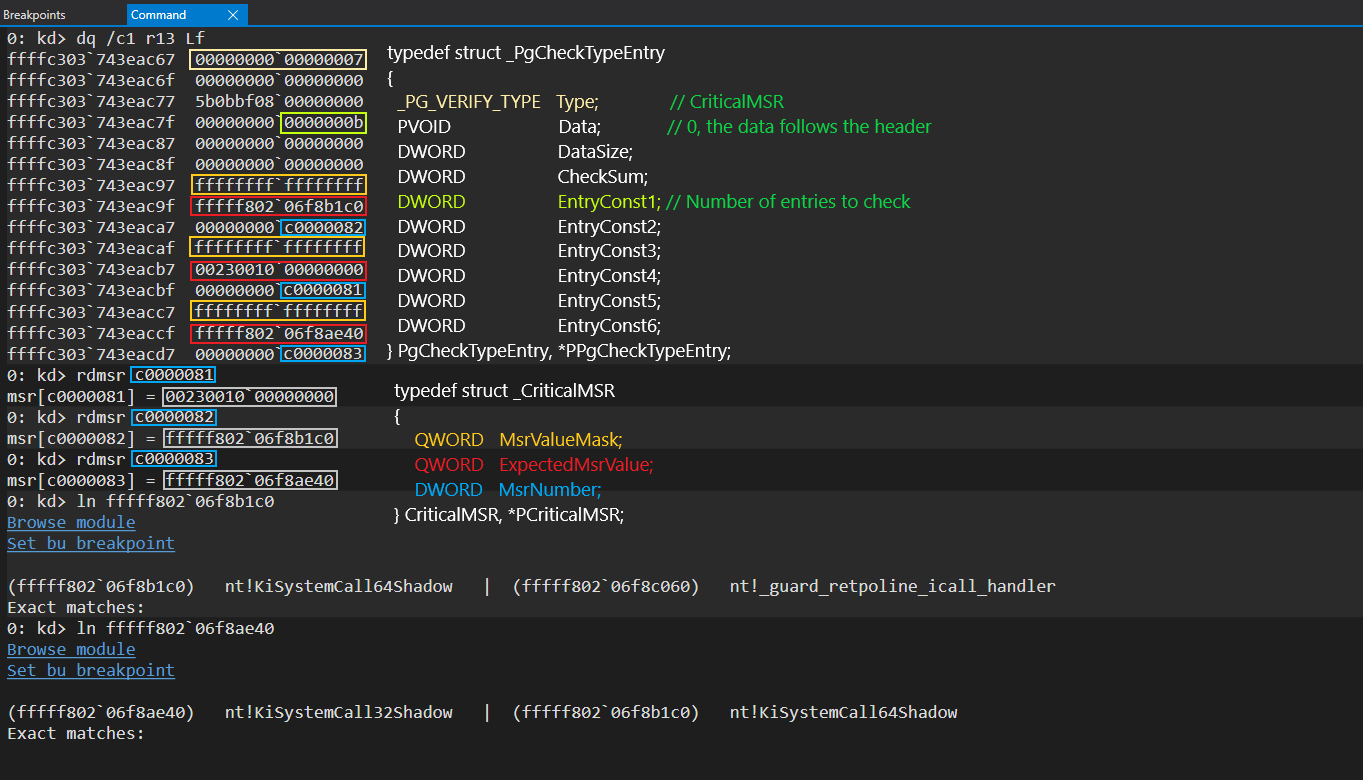 Breakpoints
Command
0: kd> dq /c1 r13 Lf
ffffc303`743eac67 00000000`00000007
ffffc303`743eac6f 00000000`00000000
ffffc303`743eac77 5b0bbf08`00000000
ffffc303`743eac7f 00000000`0000000b
ffffc303`743eac87 00000000`00000000
ffffc303`743eac8f 00000000`00000000
ffffc303`743eac97 ffffffff`ffffffff
ffffc303`743eac9f fffff802`06f8b1c0
ffffc303`743eaca7 00000000`c0000082
ffffc303`743eacaf ffffffff`ffffffff
ffffc303`743eacb7 00230010`00000000
ffffc303`743eacbf 00000000`c0000081
ffffc303`743eacc7 ffffffff`ffffffff
ffffc303`743eaccf fffff802`06f8ae40
ffffc303`743eacd7 00000000`c0000083
typedef struct _PgCheckTypeEntry
{
_PG_VERIFY_TYPE Type; // CriticalMSR
PVOID Data; // 0, the data follows the header
DWORD DataSize;
DWORD CheckSum;
DWORD EntryConst1; // Number of entries to check
DWORD EntryConst2;
DWORD EntryConst3;
DWORD EntryConst4;
DWORD EntryConst5;
DWORD EntryConst6;
} PgCheckTypeEntry, *PPgCheckTypeEntry;
0: kd> rdmsr c0000081
msr[c0000081] = 00230010`00000000
0: kd> rdmsr c0000082
msr[c0000082] = fffff802`06f8b1c0
0: kd> rdmsr c0000083
msr[c0000083] = fffff802`06f8ae40
typedef struct _CriticalMSR
{
QWORD MsrValueMask;
QWORD ExpectedMsrValue;
DWORD MsrNumber;
} CriticalMSR, *PCriticalMSR;
0: kd> ln fffff802`06f8b1c0
Browse module
Set bu breakpoint
(fffff802`06f8b1c0) nt!KiSystemCall64Shadow | (fffff802`06f8c060) nt!_guard_retpoline_icall_handler
Exact matches:
0: kd> ln fffff802`06f8ae40
Browse module
Set bu breakpoint
(fffff802`06f8ae40) nt!KiSystemCall32Shadow | (fffff802`06f8b1c0) nt!KiSystemCall64Shadow
Exact matches: